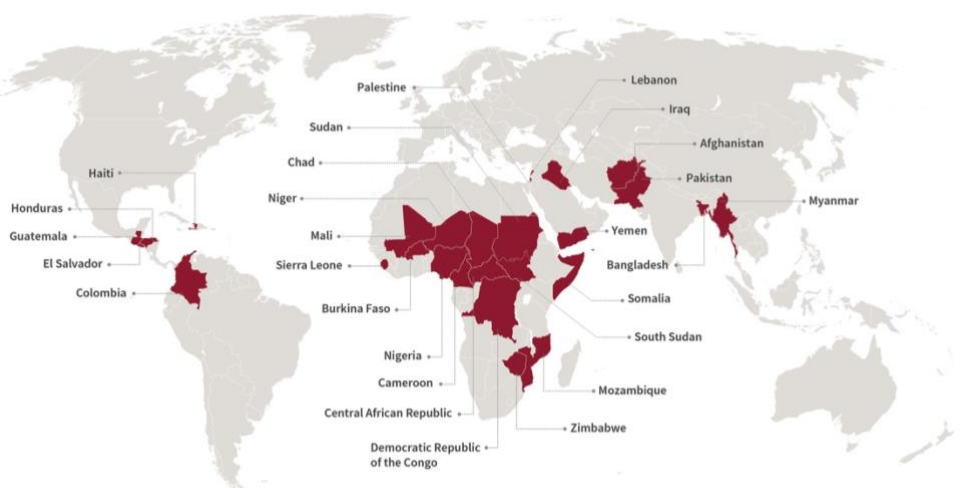 Palestine
Lebanon
Iraq
Sudan
Afghanistan
Chad
Haiti
Pakistan
Niger
Myanmar
Honduras
Mali
Yemen
Guatemala
El Salvador
Sierra Leone
Bangladesh
Colombia
Somalia
Burkina Faso
South Sudan
Nigeria
Cameroon
Mozambique
Central African Republic
Zimbabwe
Democratic Republic
of the Congo